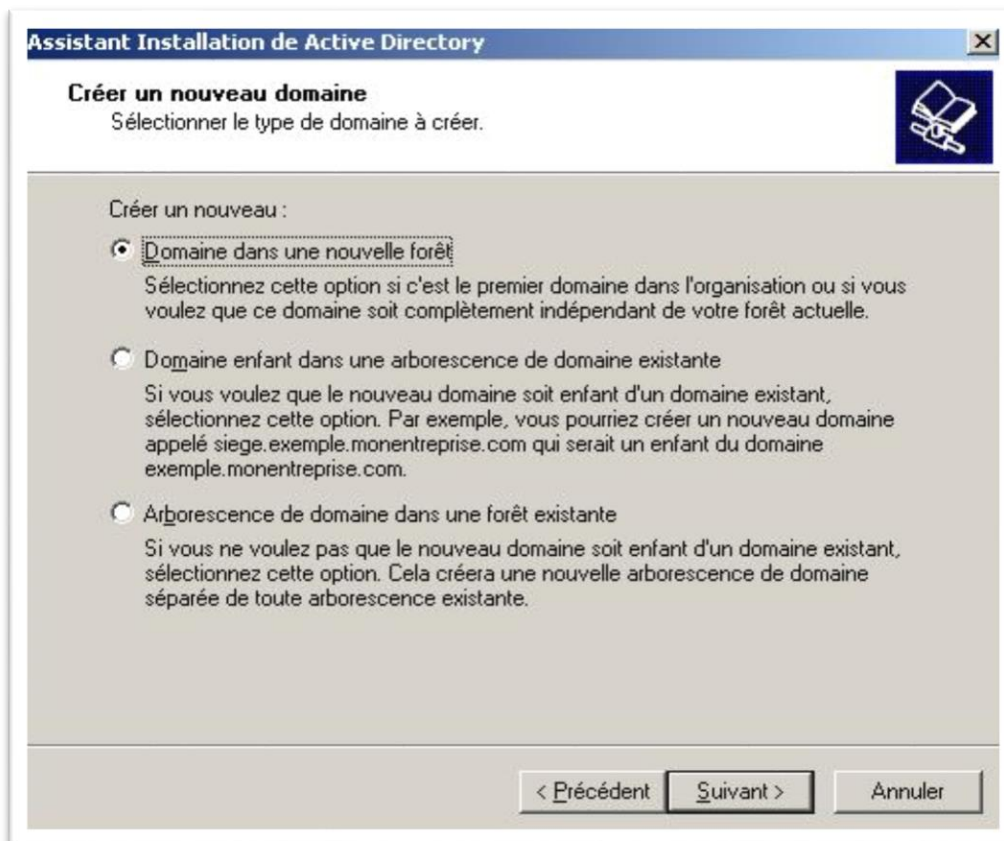 Assistant Installation de Active Directory
Créer un nouveau domaine
Sélectionner le type de domaine à créer.
Créer un nouveau :
Domaine dans une nouvelle forêt
Sélectionnez cette option si c'est le premier domaine dans l'organisation ou si vous
voulez que ce domaine soit complètement indépendant de votre forêt actuelle.
Domaine enfant dans une arborescence de domaine existante
Si vous voulez que le nouveau domaine soit enfant d'un domaine existant,
sélectionnez cette option. Par exemple, vous pourriez créer un nouveau domaine
appelé siege.exemple.monentreprise.com qui serait un enfant du domaine
exemple.monentreprise.com.
Arborescence de domaine dans une forêt existante
Si vous ne voulez pas que le nouveau domaine soit enfant d'un domaine existant,
sélectionnez cette option. Cela créera une nouvelle arborescence de domaine
séparée de toute arborescence existante.
< Précédent Suivant > Annuler